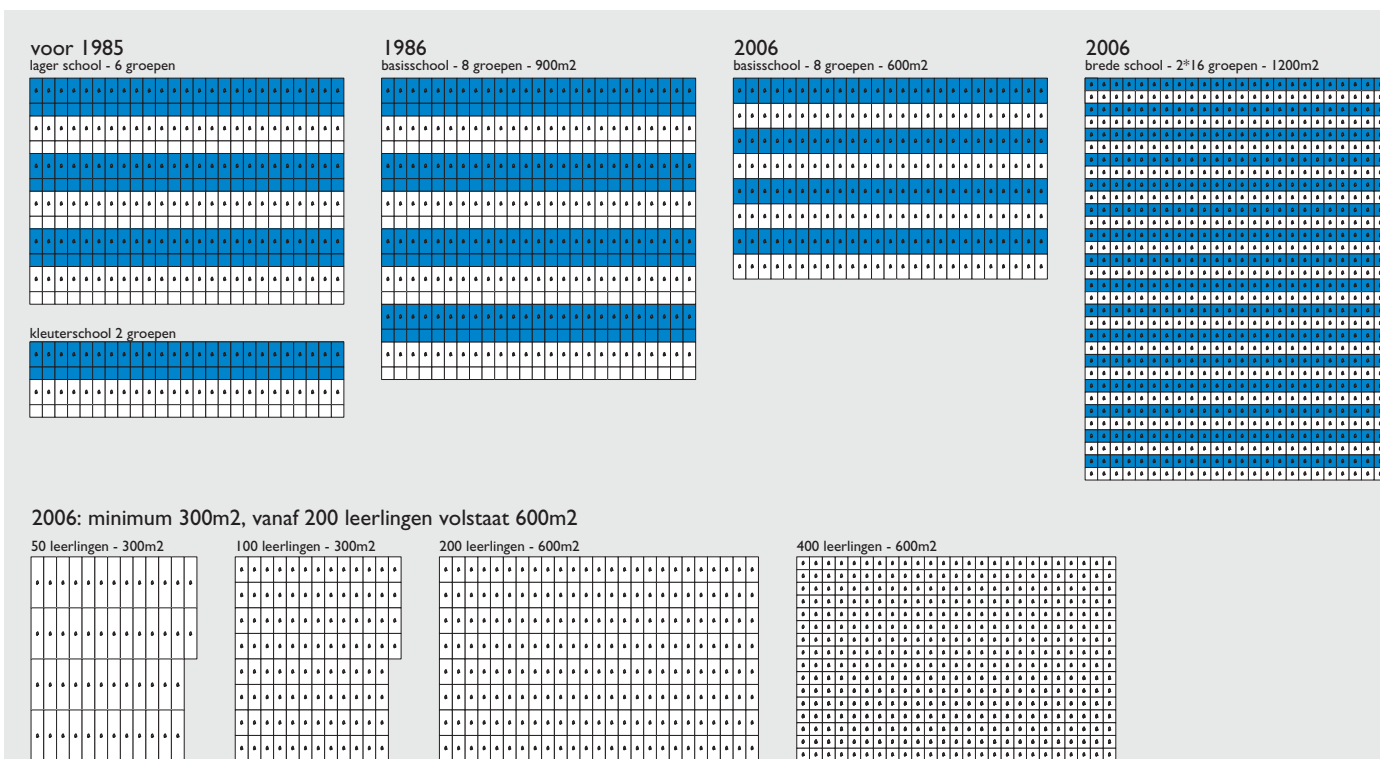 voor 1985
lager school - 6 groepen
kleuterschool 2 groepen
1986
basisschool - 8 groepen - 900m2
2006
basisschool - 8 groepen - 600m2
2006
brede school - 2*16 groepen - 1200m2
2006: minimum 300m2, vanaf 200 leerlingen volstaat 600m2
50 leerlingen - 300m2
100 leerlingen - 300m2
200 leerlingen - 600m2
400 leerlingen - 600m2